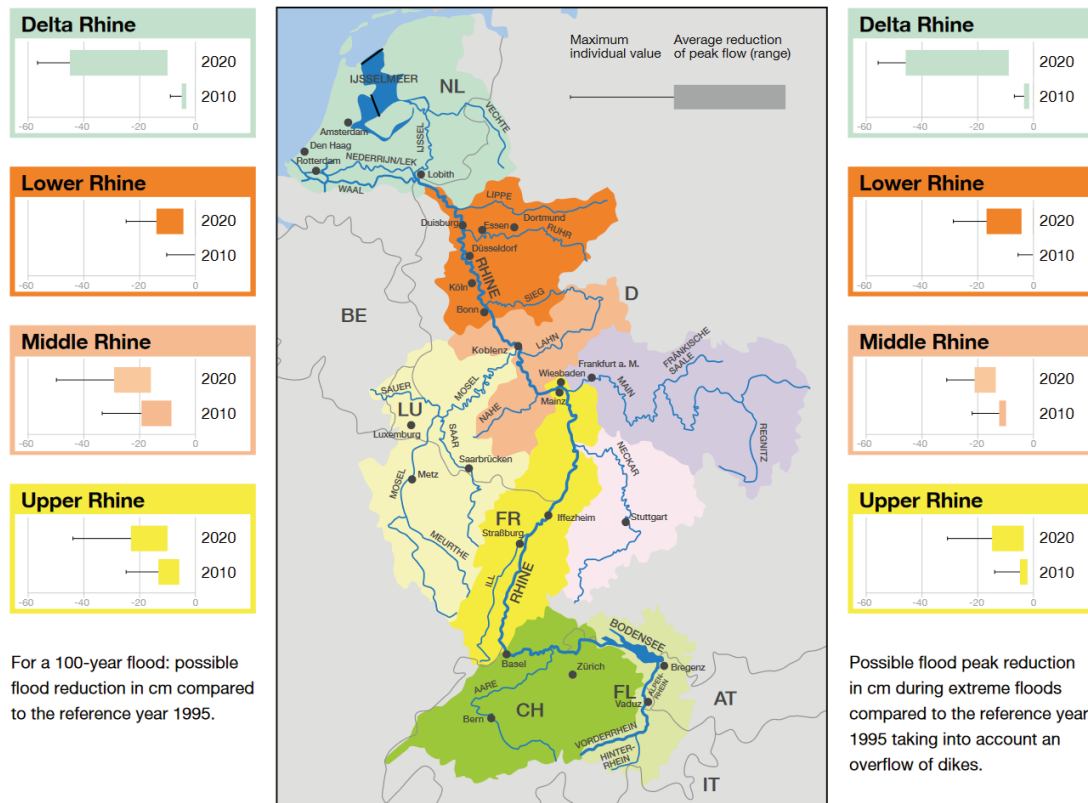 Delta Rhine
2020
2010
-60
-40
-20
0
Lower Rhine
2020
2010
-60
-40
-20
0
Middle Rhine
2020
2010
-60
-40
-20
0
Upper Rhine
2020
2010
-60
-40
-20
0
For a 100-year flood: possible
flood reduction in cm compared
to the reference year 1995.
Maximum
individual value
Average reduction
of peak flow (range)
IJSSELMEER
NL
VECHTE
IJSSEL
Amsterdam
Den Haag
Rotterdam
NEDERRIJN/LEK
WAAL
Lobith
LIPPE
Duisburg
Essen
Dortmund
RUHR
Düsseldorf
RHINE
Köln
SIEG
Bonn
D
BE
LAHN
Koblenz
FRÄNKISCHE
SAALE
Frankfurt a. M.
Wiesbaden
MAIN
Mainz
SAUER
MOSEL
NAHE
LU
Luxemburg
SAAR
REGNITZ
NECKAR
Saarbrücken
MOSEL
Metz
FR
Iffezheim
Stuttgart
Straßburg
MEURTHE
ILL
RHINE
BODENSEE
Basel
Zürich
Bregenz
AARE
FL
ALPEN-
RHEIN
Vaduz
AT
CH
Bern
VORDERRHEIN
HINTER-
RHEIN
IT
Delta Rhine
2020
2010
-60
-40
-20
0
Lower Rhine
2020
2010
-60
-40
-20
0
Middle Rhine
2020
2010
-60
-40
-20
0
Upper Rhine
2020
2010
-60
-40
-20
0
Possible flood peak reduction
in cm during extreme floods
compared to the reference year
1995 taking into account an
overflow of dikes.